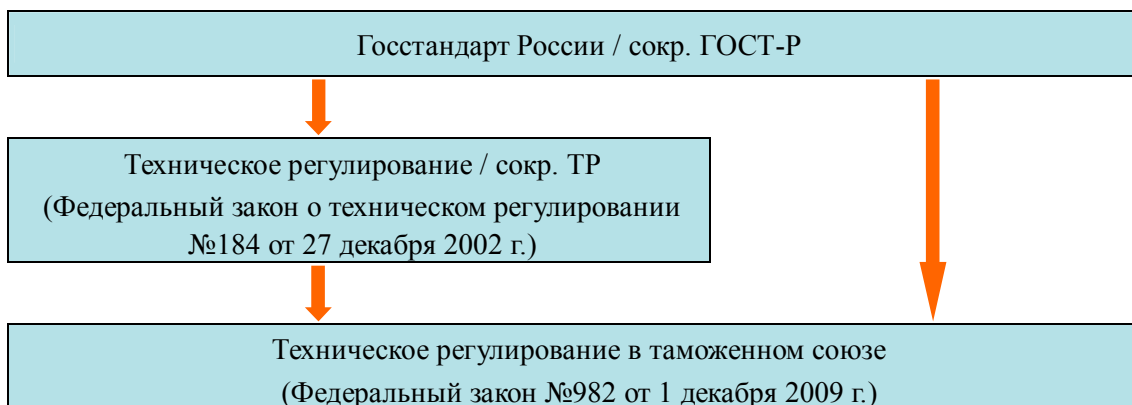 Госстандарт России / сокр. ГОСТ-Р
Техническое регулирование / сокр. ТР
(Федеральный закон о техническом регулировании
№184 от 27 декабря 2002 г.)
Техническое регулирование в таможенном союзе
(Федеральный закон №982 от 1 декабря 2009 г.)